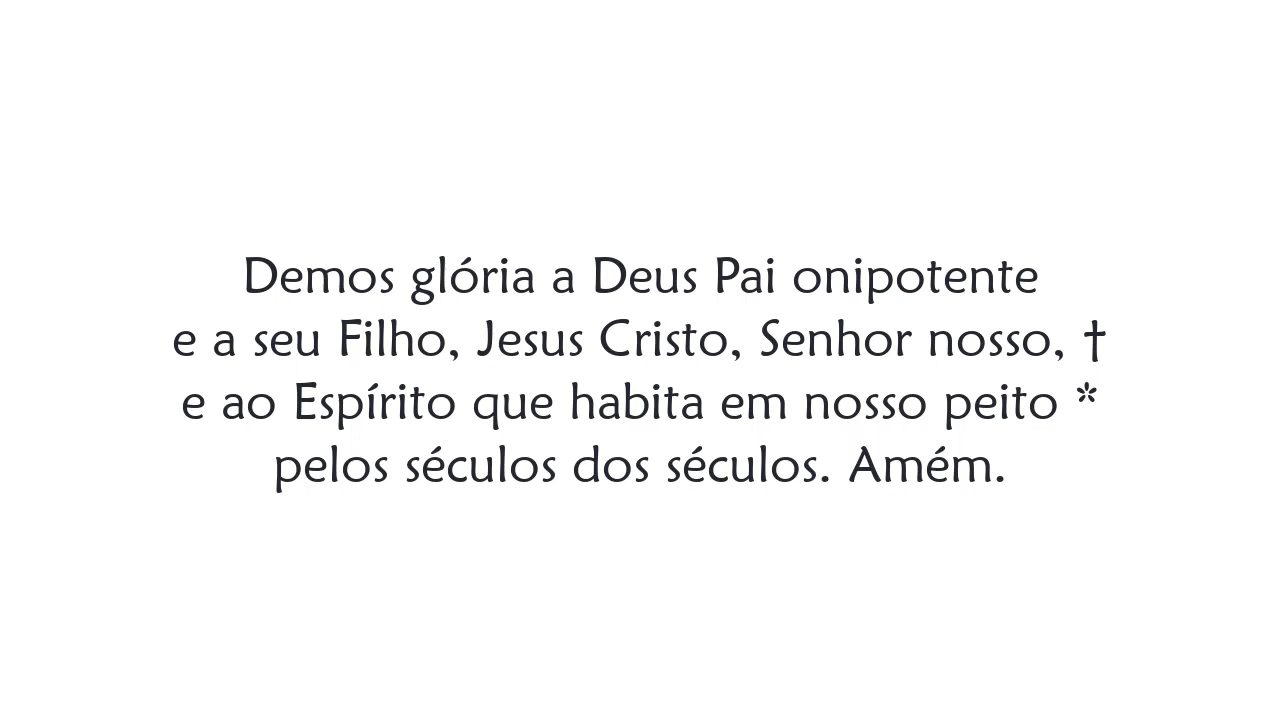 Demos glória a Deus Pai onipotente
e a seu Filho, Jesus Cristo, Senhor nosso, †
e ao Espírito que habita em nosso peito *
pelos séculos dos séculos. Amém.